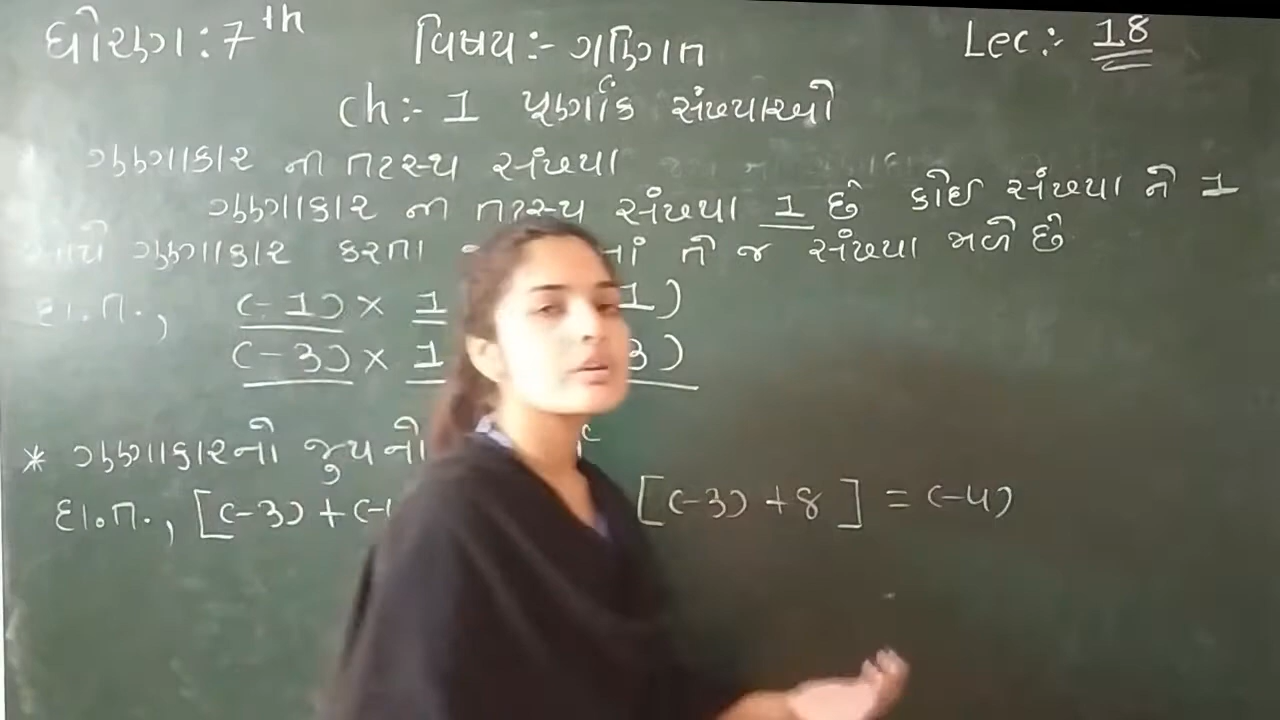 ધોરણ : 7th વિષય :- ગણિત Lec :- 18
ch :- 1 પૂર્ણાંક સંખ્યાઓ
ગુણાકાર ના તટસ્થ સંખ્યા
ગુણાકાર ના તટસ્થ સંખ્યા 1 છે કોઈ સંખ્યા ને 1
સાથે ગુણાકાર કરતા તે જ સંખ્યા મળે છે
દા.ત., (-1) × 1 1)
(-3) × 1 3)
* ગુણાકારનો જુથનો
દા.ત., [(-3) + (- [(-3) + 8 ] = (-4)